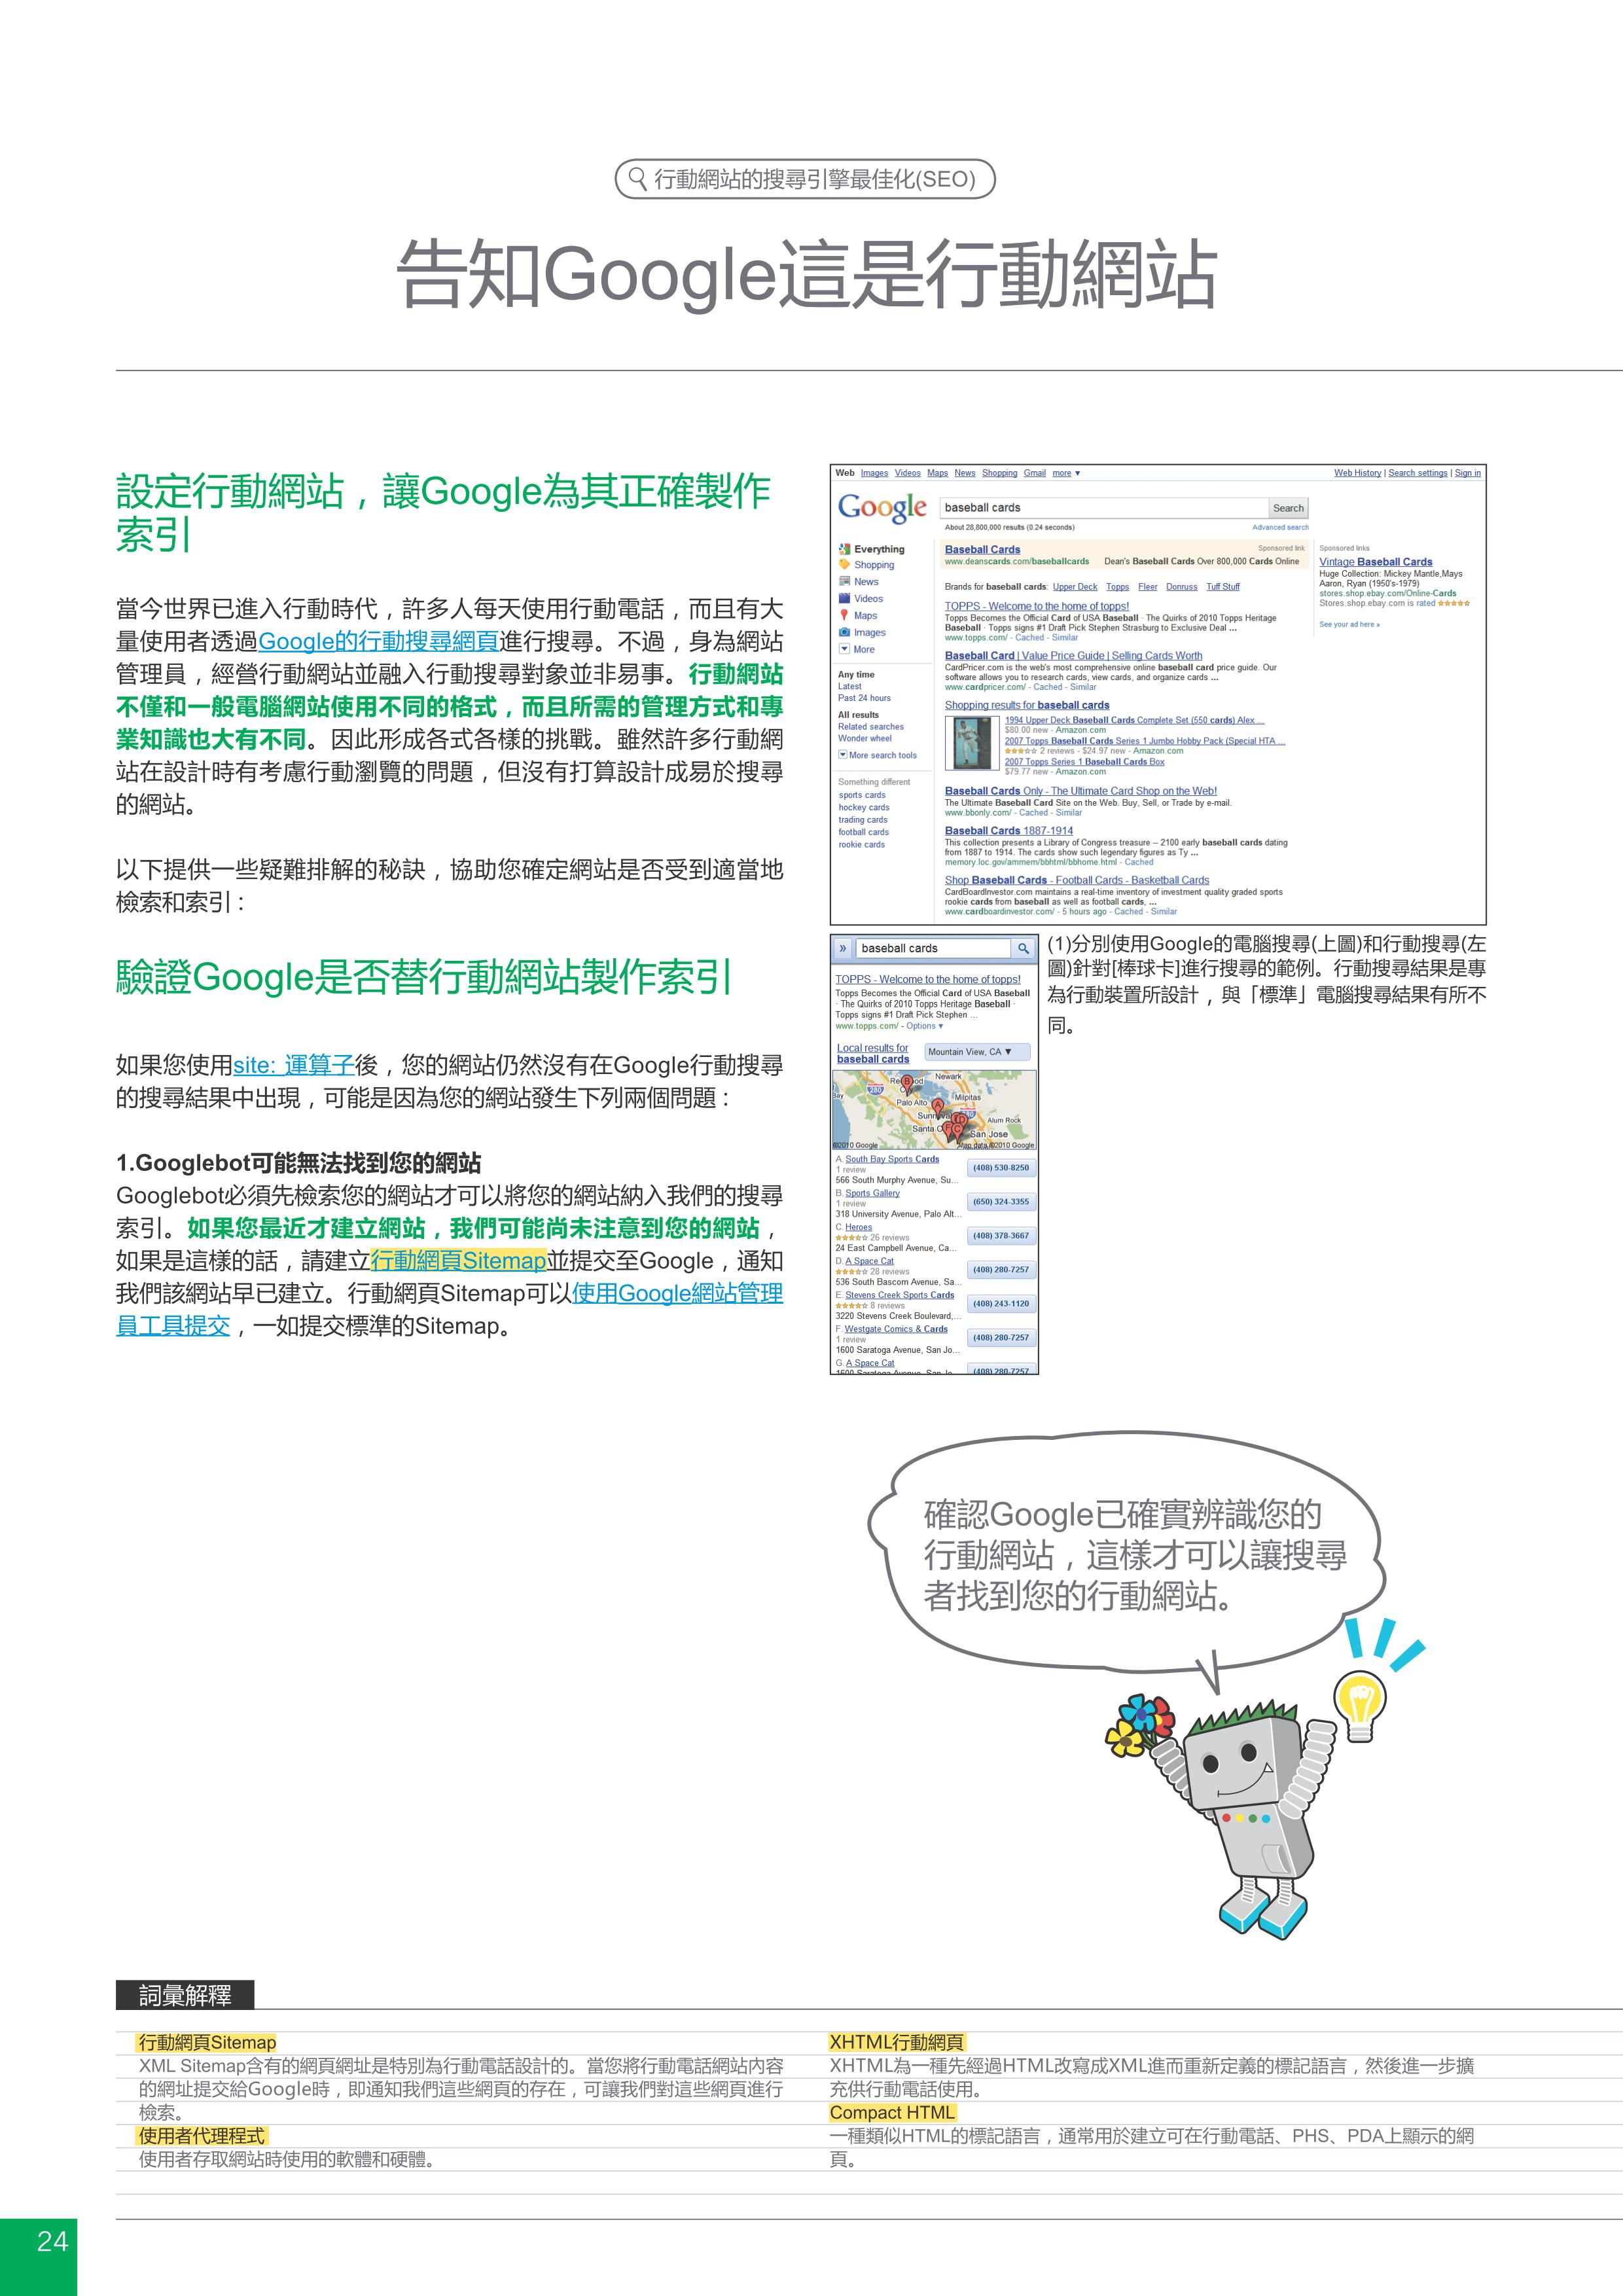 行動網站的搜尋引擎最佳化(SEO)
告知Google這是行動網站
設定行動網站，讓Google為其正確製作
索引
當今世界已進入行動時代，許多人每天使用行動電話，而且有大
量使用者透過Google的行動搜尋網頁進行搜尋。不過，身為網站
管理員，經營行動網站並融入行動搜尋對象並非易事。行動網站
不僅和一般電腦網站使用不同的格式，而且所需的管理方式和專
業知識也大有不同。因此形成各式各樣的挑戰。雖然許多行動網
站在設計時有考慮行動瀏覽的問題，但沒有打算設計成易於搜尋
的網站。
以下提供一些疑難排解的秘訣，協助您確定網站是否受到適當地
檢索和索引：
驗證Google是否替行動網站製作索引
如果您使用site: 運算子後，您的網站仍然沒有在Google行動搜尋
的搜尋結果中出現，可能是因為您的網站發生下列兩個問題：
1.Googlebot可能無法找到您的網站
Googlebot必須先檢索您的網站才可以將您的網站納入我們的搜尋
索引。如果您最近才建立網站，我們可能尚未注意到您的網站，
如果是這樣的話，請建立行動網頁Sitemap並提交至Google，通知
我們該網站早已建立。行動網頁Sitemap可以使用Google網站管理
員工具提交，一如提交標準的Sitemap。
Web Images Videos Maps News Shopping Gmail more ▼
Web History | Search settings | Sign in
Google
baseball cards
Search
About 28,800,000 results (0.24 seconds)
Advanced search
Everything
Shopping
News
Videos
Maps
Images
More
Any time
Latest
Past 24 hours
All results
Related searches
Wonder wheel
More search tools
Something different
sports cards
hockey cards
trading cards
football cards
rookie cards
Baseball Cards
Sponsored link
www.deanscards.com/baseballcards Dean's Baseball Cards Over 800,000 Cards Online
Brands for baseball cards: Upper Deck Topps Fleer Donruss Tuff Stuff
TOPPS - Welcome to the home of topps!
Topps Becomes the Official Card of USA Baseball · The Quirks of 2010 Topps Heritage
Baseball · Topps signs #1 Draft Pick Stephen Strasburg to Exclusive Deal ...
www.topps.com/ - Cached - Similar
Baseball Card | Value Price Guide | Selling Cards Worth
CardPricer.com is the web's most comprehensive online baseball card price guide. Our
software allows you to research cards, view cards, and organize cards ...
www.cardpricer.com/ - Cached - Similar
Shopping results for baseball cards
1994 Upper Deck Baseball Cards Complete Set (550 cards) Alex ...
$80.00 new - Amazon.com
2007 Topps Baseball Cards Series 1 Jumbo Hobby Pack (Special HTA ...
2 reviews - $24.97 new - Amazon.com
2007 Topps Series 1 Baseball Cards Box
$79.77 new - Amazon.com
Baseball Cards Only - The Ultimate Card Shop on the Web!
The Ultimate Baseball Card Site on the Web. Buy, Sell, or Trade by e-mail.
www.bbonly.com/ - Cached - Similar
Baseball Cards 1887-1914
This collection presents a Library of Congress treasure -- 2100 early baseball cards dating
from 1887 to 1914. The cards show such legendary figures as Ty ...
memory.loc.gov/ammem/bbhtml/bbhome.html - Cached
Shop Baseball Cards - Football Cards - Basketball Cards
CardBoardInvestor.com maintains a real-time inventory of investment quality graded sports
rookie cards from baseball as well as football cards, ...
www.cardboardinvestor.com/ - 5 hours ago - Cached - Similar
Sponsored links
Vintage Baseball Cards
Huge Collection: Mickey Mantle,Mays
Aaron, Ryan (1950's-1979)
stores.shop.ebay.com/Online-Cards
Stores.shop.ebay.com is rated
See your ad here »
» baseball cards
TOPPS - Welcome to the home of topps!
Topps Becomes the Official Card of USA Baseball
· The Quirks of 2010 Topps Heritage Baseball ·
Topps signs #1 Draft Pick Stephen ...
www.topps.com/ - Options ▼
Local results for
baseball cards
Mountain View, CA ▼
Newark
Palo Alto
Milpitas
Alum Rock
San Jose
©2010 Google
Map data ©2010 Google
A. South Bay Sports Cards
1 review
566 South Murphy Avenue, Su...
(408) 530-8250
B. Sports Gallery
1 review
318 University Avenue, Palo Alt...
(650) 324-3355
C. Heroes
26 reviews
24 East Campbell Avenue, Ca...
(408) 378-3667
D. A Space Cat
28 reviews
536 South Bascom Avenue, Sa...
(408) 280-7257
E. Stevens Creek Sports Cards
8 reviews
3220 Stevens Creek Boulevard,...
(408) 243-1120
F. Westgate Comics & Cards
1 review
1600 Saratoga Avenue, San Jo...
(408) 280-7257
G. A Space Cat
1600 Saratoga Avenue, San Jo...
(408) 280-7257
(1)分別使用Google的電腦搜尋(上圖)和行動搜尋(左
圖)針對[棒球卡]進行搜尋的範例。行動搜尋結果是專
為行動裝置所設計，與「標準」電腦搜尋結果有所不
同。
確認Google已確實辨識您的
行動網站，這樣才可以讓搜尋
者找到您的行動網站。
詞彙解釋
行動網頁Sitemap
XML Sitemap含有的網頁網址是特別為行動電話設計的。當您將行動電話網站內容
的網址提交給Google時，即通知我們這些網頁的存在，可讓我們對這些網頁進行
檢索。
使用者代理程式
使用者存取網站時使用的軟體和硬體。
XHTML行動網頁
XHTML為一種先經過HTML改寫成XML進而重新定義的標記語言，然後進一步擴
充供行動電話使用。
Compact HTML
一種類似HTML的標記語言，通常用於建立可在行動電話、PHS、PDA上顯示的網
頁。
24